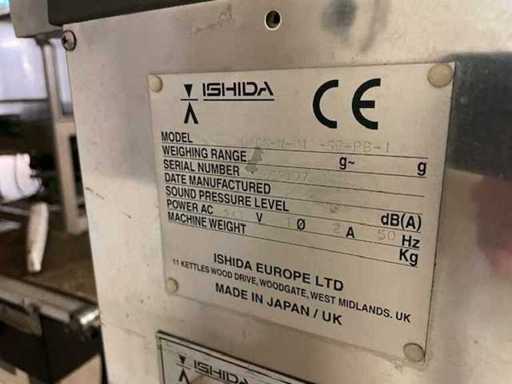 ISHIDA CE
MODEL
WEIGHING RANGE g~ g
SERIAL NUMBER
DATE MANUFACTURED
SOUND PRESSURE LEVEL dB(A)
POWER AC V Ø 2 A 50 Hz
MACHINE WEIGHT Kg
ISHIDA EUROPE LTD
11 KETTLES WOOD DRIVE, WOODGATE, WEST MIDLANDS. UK
MADE IN JAPAN / UK
ISHIDA